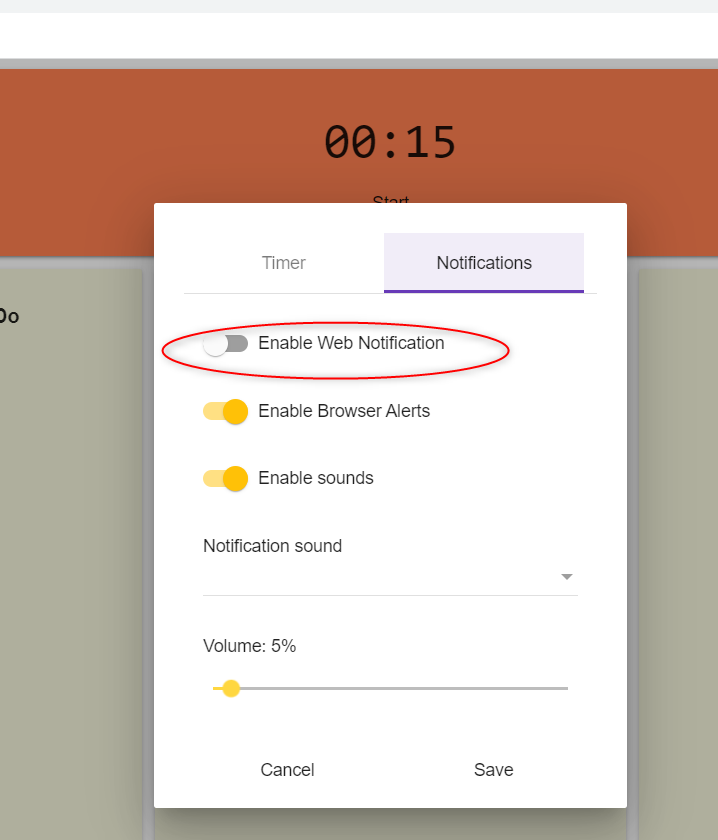 00:15
Start
Timer
Notifications
Do
Enable Web Notification
Enable Browser Alerts
Enable sounds
Notification sound
Volume: 5%
Cancel
Save